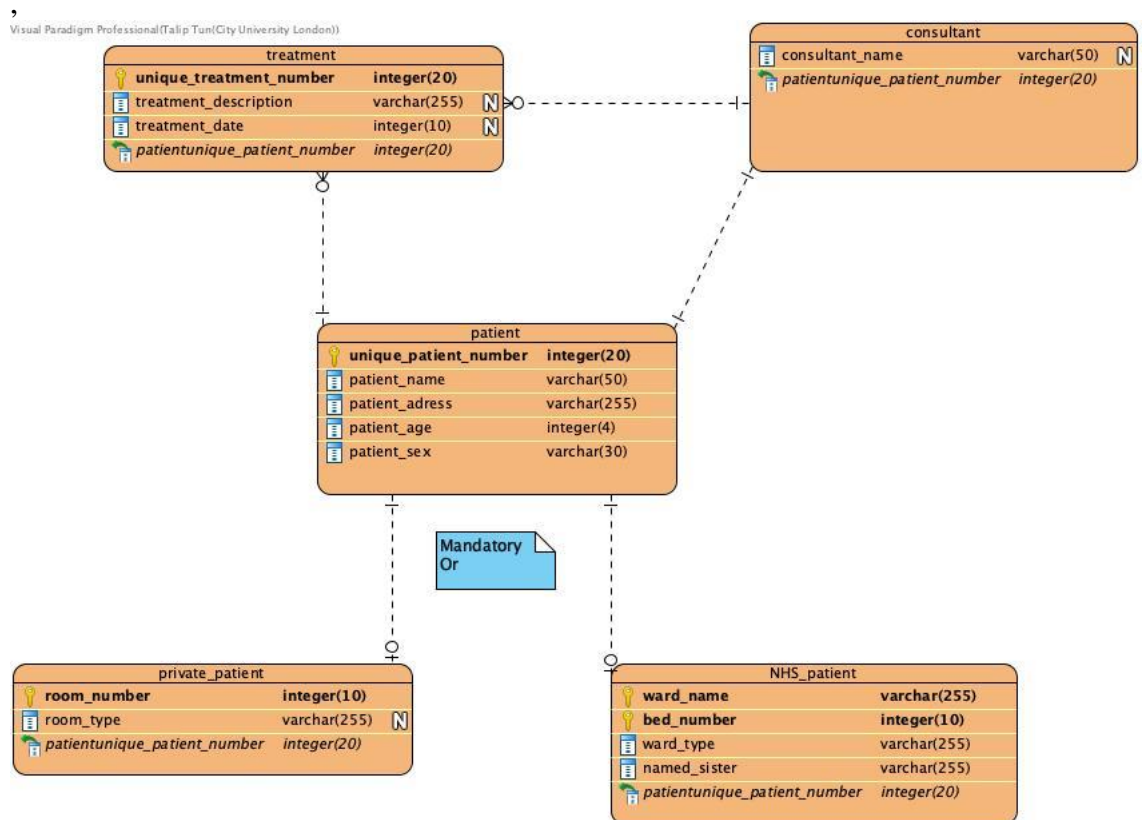 ,
Visual Paradigm Professional(Talip Tun(City University London))
treatment
unique_treatment_number integer(20)
treatment_description varchar(255) N
treatment_date integer(10) N
patientunique_patient_number integer(20)
consultant
consultant_name varchar(50) N
patientunique_patient_number integer(20)
patient
unique_patient_number integer(20)
patient_name varchar(50)
patient_adress varchar(255)
patient_age integer(4)
patient_sex varchar(30)
Mandatory
Or
private_patient
room_number integer(10)
room_type varchar(255) N
patientunique_patient_number integer(20)
NHS_patient
ward_name varchar(255)
bed_number integer(10)
ward_type varchar(255)
named_sister varchar(255)
patientunique_patient_number integer(20)